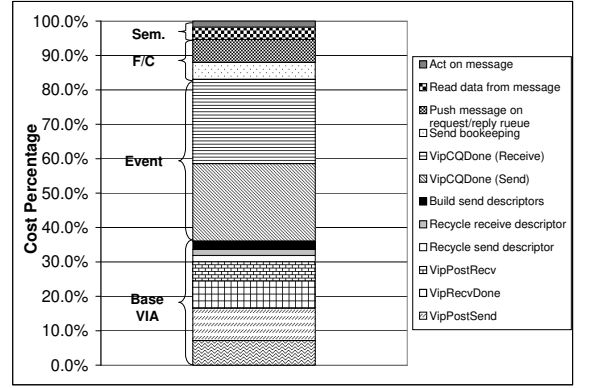 100.0%
90.0%
80.0%
70.0%
60.0%
50.0%
40.0%
30.0%
20.0%
10.0%
0.0%
Cost Percentage
Sem.
F/C
Event
Base
VIA
Act on message
Read data from message
Push message on
request/reply rueue
Send bookeeping
VipCQDone (Receive)
VipCQDone (Send)
Build send descriptors
Recycle receive descriptor
Recycle send descriptor
VipPostRecv
VipRecvDone
VipPostSend